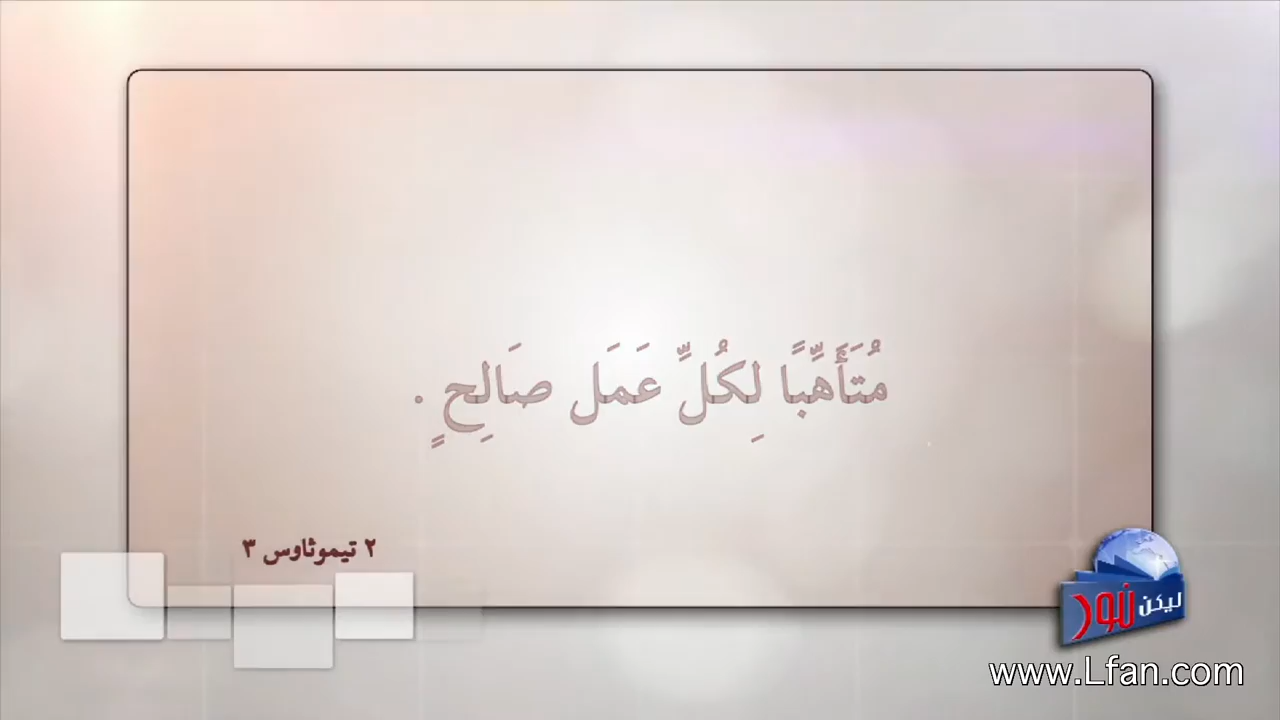 مُتَأَهِّبًا لِكُلِّ عَمَل صَالِحٍ .
٢ تيموثاوس ٣
ليكن نور
www.Lfan.com